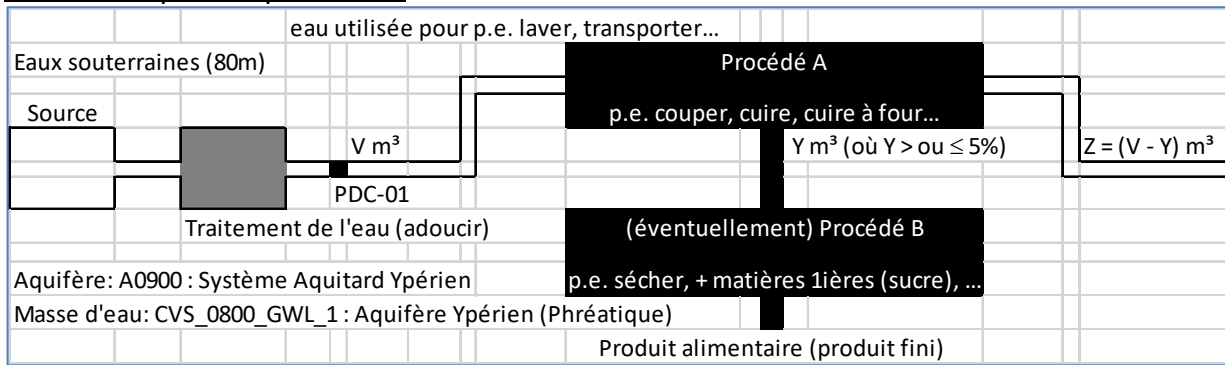 eau utilisée pour p.e. laver, transporter...
Eaux souterraines (80m)
Procédé A
Source
p.e. couper, cuire, cuire à four...
V m³
Y m³ (où Y > ou ≤ 5%)
Z = (V - Y) m³
PDC-01
Traitement de l'eau (adoucir)
(éventuellement) Procédé B
Aquifère: A0900 : Système Aquitard Ypérien
p.e. sécher, + matières 1ières (sucre), ...
Masse d'eau: CVS_0800_GWL_1 : Aquifère Ypérien (Phréatique)
Produit alimentaire (produit fini)